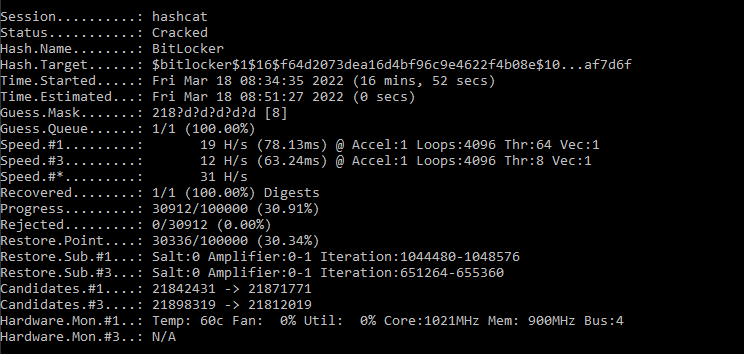 Session..........: hashcat
Status...........: Cracked
Hash.Name........: BitLocker
Hash.Target......: $bitlocker$1$16$f64d2073dea16d4bf96c9e4622f4b08e$10...af7d6f
Time.Started.....: Fri Mar 18 08:34:35 2022 (16 mins, 52 secs)
Time.Estimated...: Fri Mar 18 08:51:27 2022 (0 secs)
Guess.Mask.......: 218?d?d?d?d?d [8]
Guess.Queue......: 1/1 (100.00%)
Speed.#1.........:       19 H/s (78.13ms) @ Accel:1 Loops:4096 Thr:64 Vec:1
Speed.#3.........:       12 H/s (63.24ms) @ Accel:1 Loops:4096 Thr:8 Vec:1
Speed.#*.........:       31 H/s
Recovered........: 1/1 (100.00%) Digests
Progress.........: 30912/100000 (30.91%)
Rejected.........: 0/30912 (0.00%)
Restore.Point....: 30336/100000 (30.34%)
Restore.Sub.#1...: Salt:0 Amplifier:0-1 Iteration:1044480-1048576
Restore.Sub.#3...: Salt:0 Amplifier:0-1 Iteration:651264-655360
Candidates.#1....: 21842431 -> 21871771
Candidates.#3....: 21898319 -> 21812019
Hardware.Mon.#1..: Temp: 60c Fan:  0% Util:  0% Core:1021MHz Mem: 900MHz Bus:4
Hardware.Mon.#3..: N/A